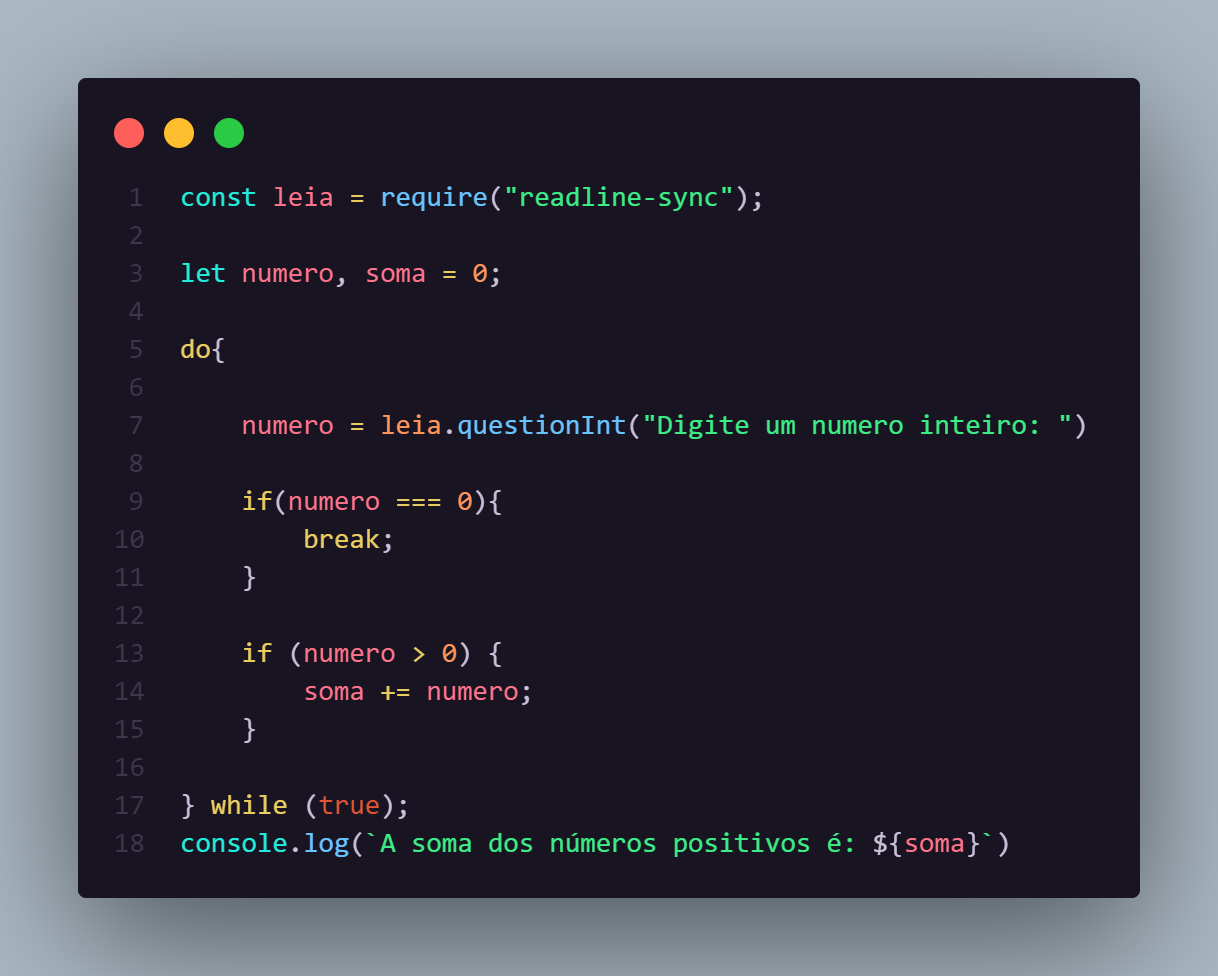 1 const leia = require("readline-sync");
2
3 let numero, soma = 0;
4
5 do{
6
7     numero = leia.questionInt("Digite um numero inteiro: ")
8
9     if(numero === 0){
10         break;
11     }
12
13     if (numero > 0) {
14         soma += numero;
15     }
16
17 } while (true);
18 console.log(`A soma dos números positivos é: ${soma}`)